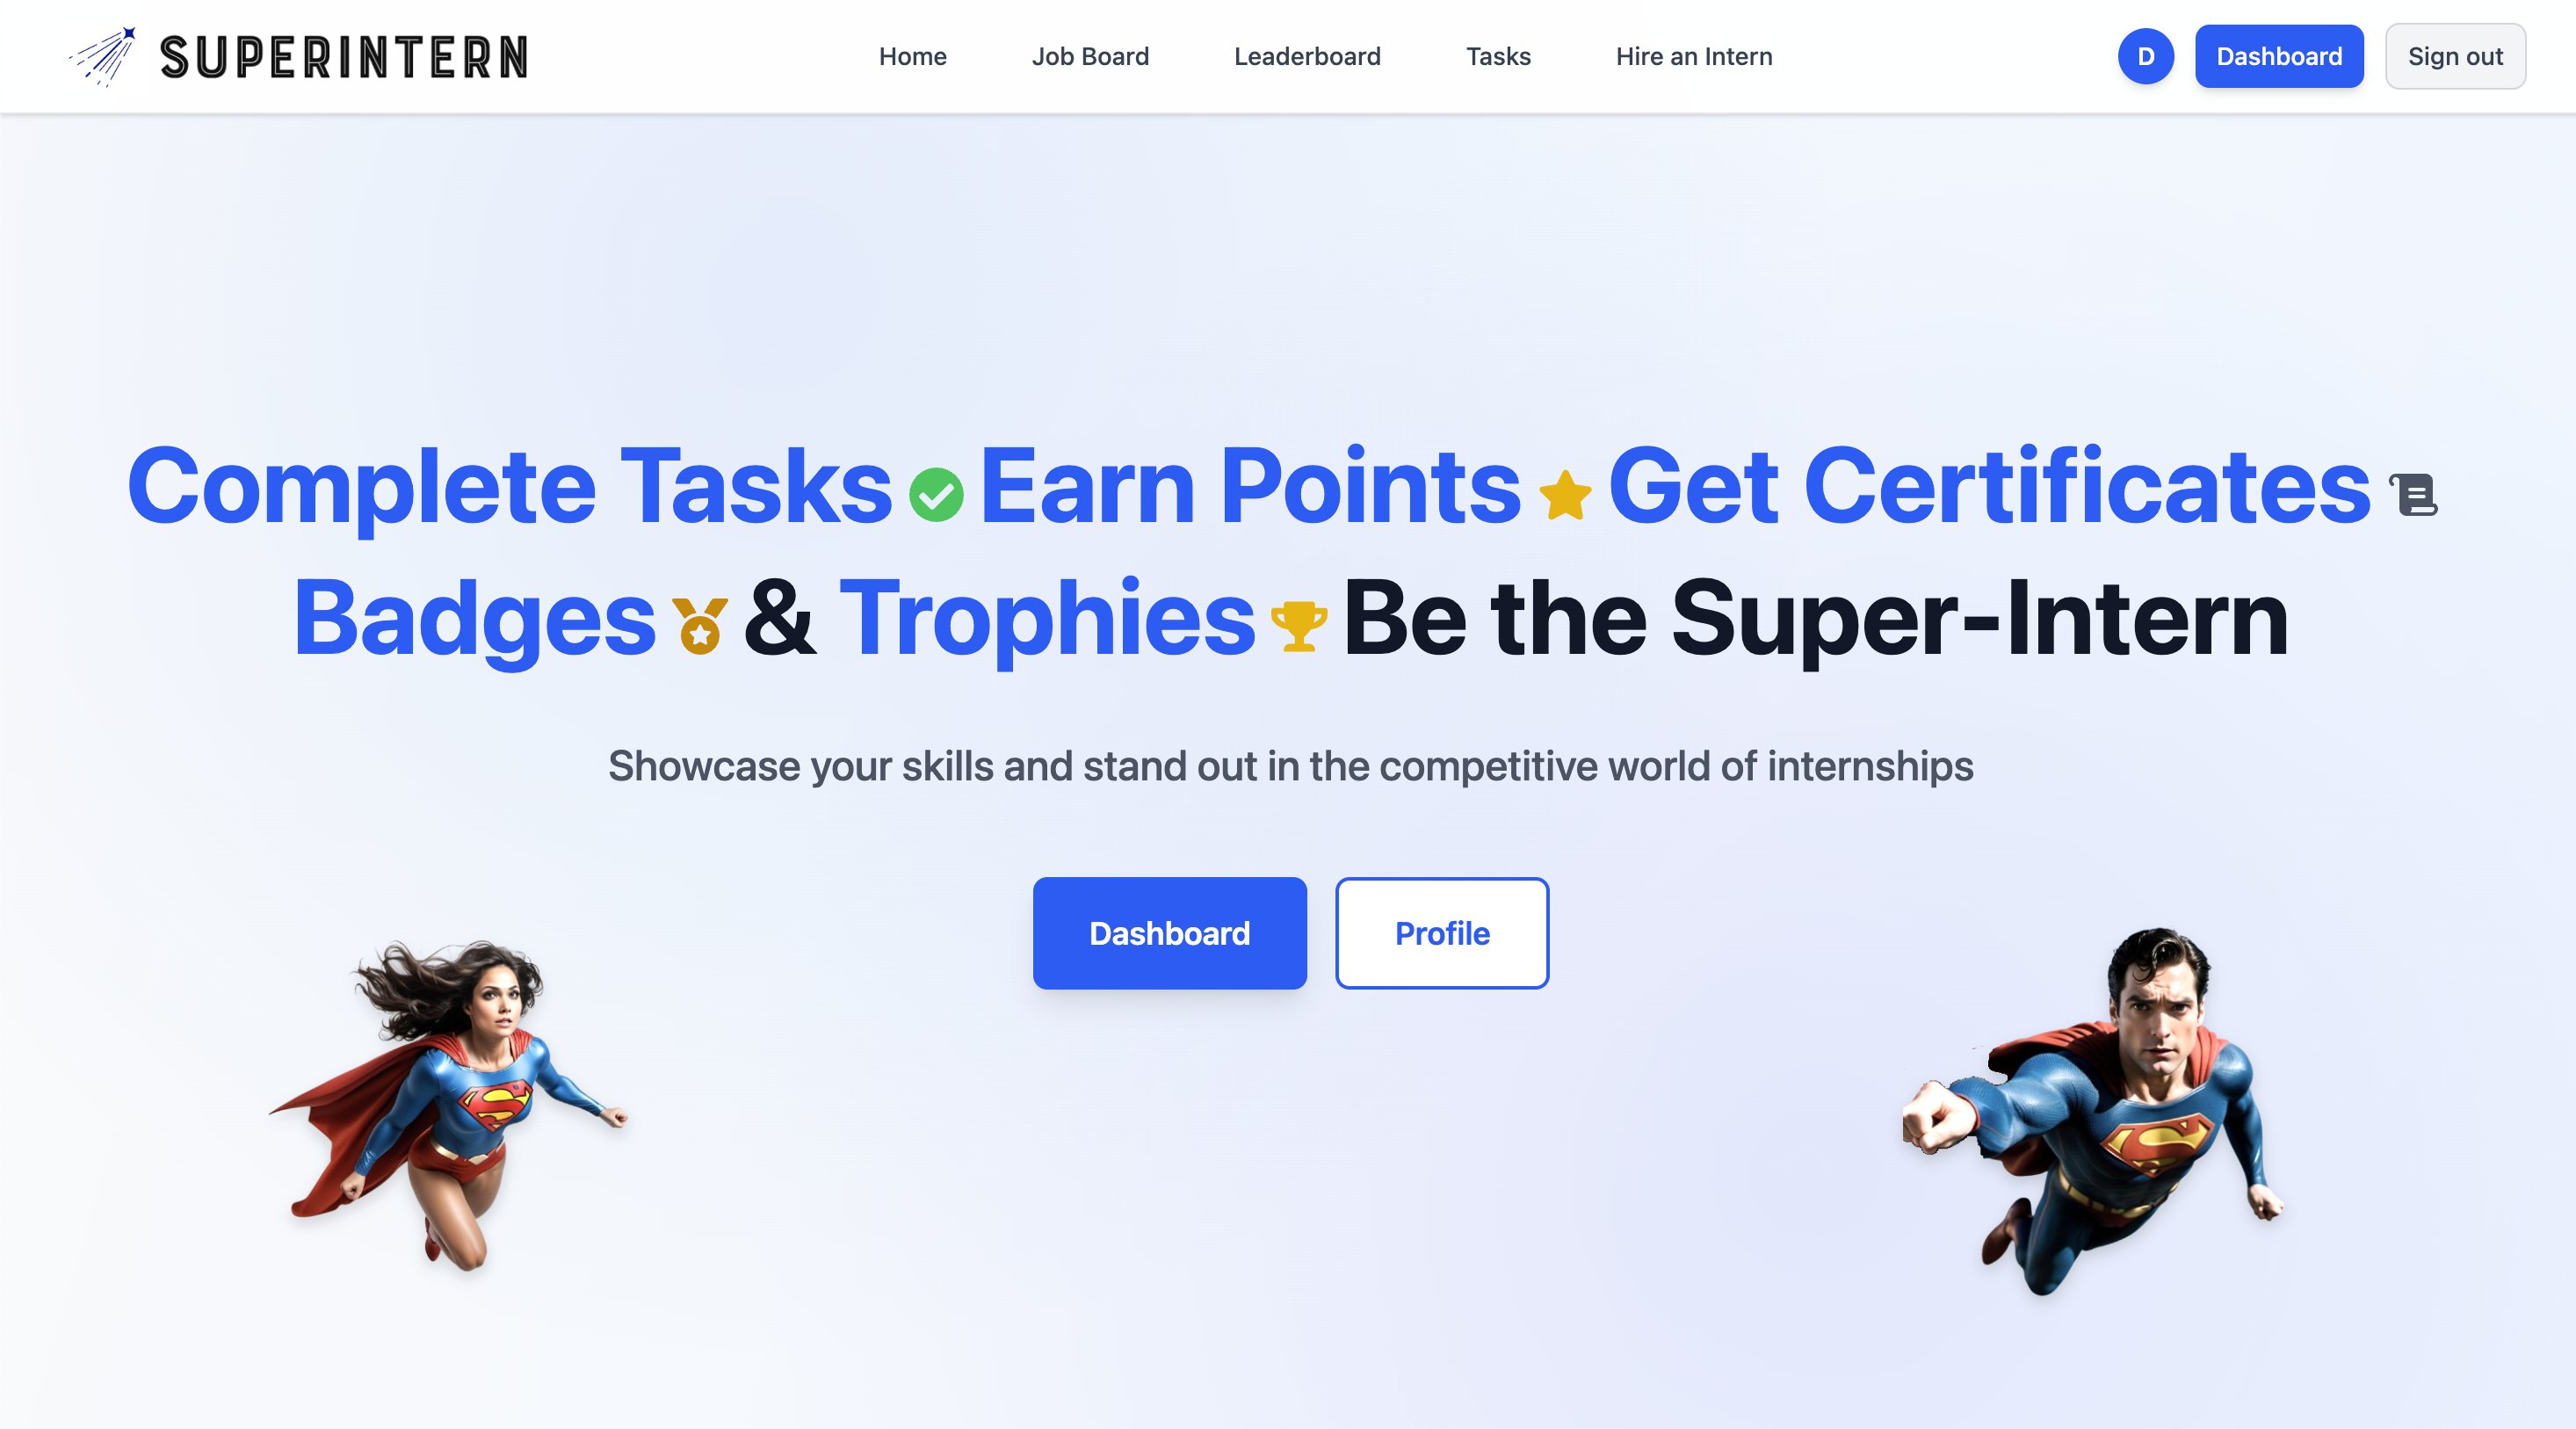 SUPERINTERN
Home
Job Board
Leaderboard
Tasks
Hire an Intern
D
Dashboard
Sign out
Complete Tasks Earn Points Get Certificates
Badges & Trophies Be the Super-Intern
Showcase your skills and stand out in the competitive world of internships
Dashboard
Profile
S
S